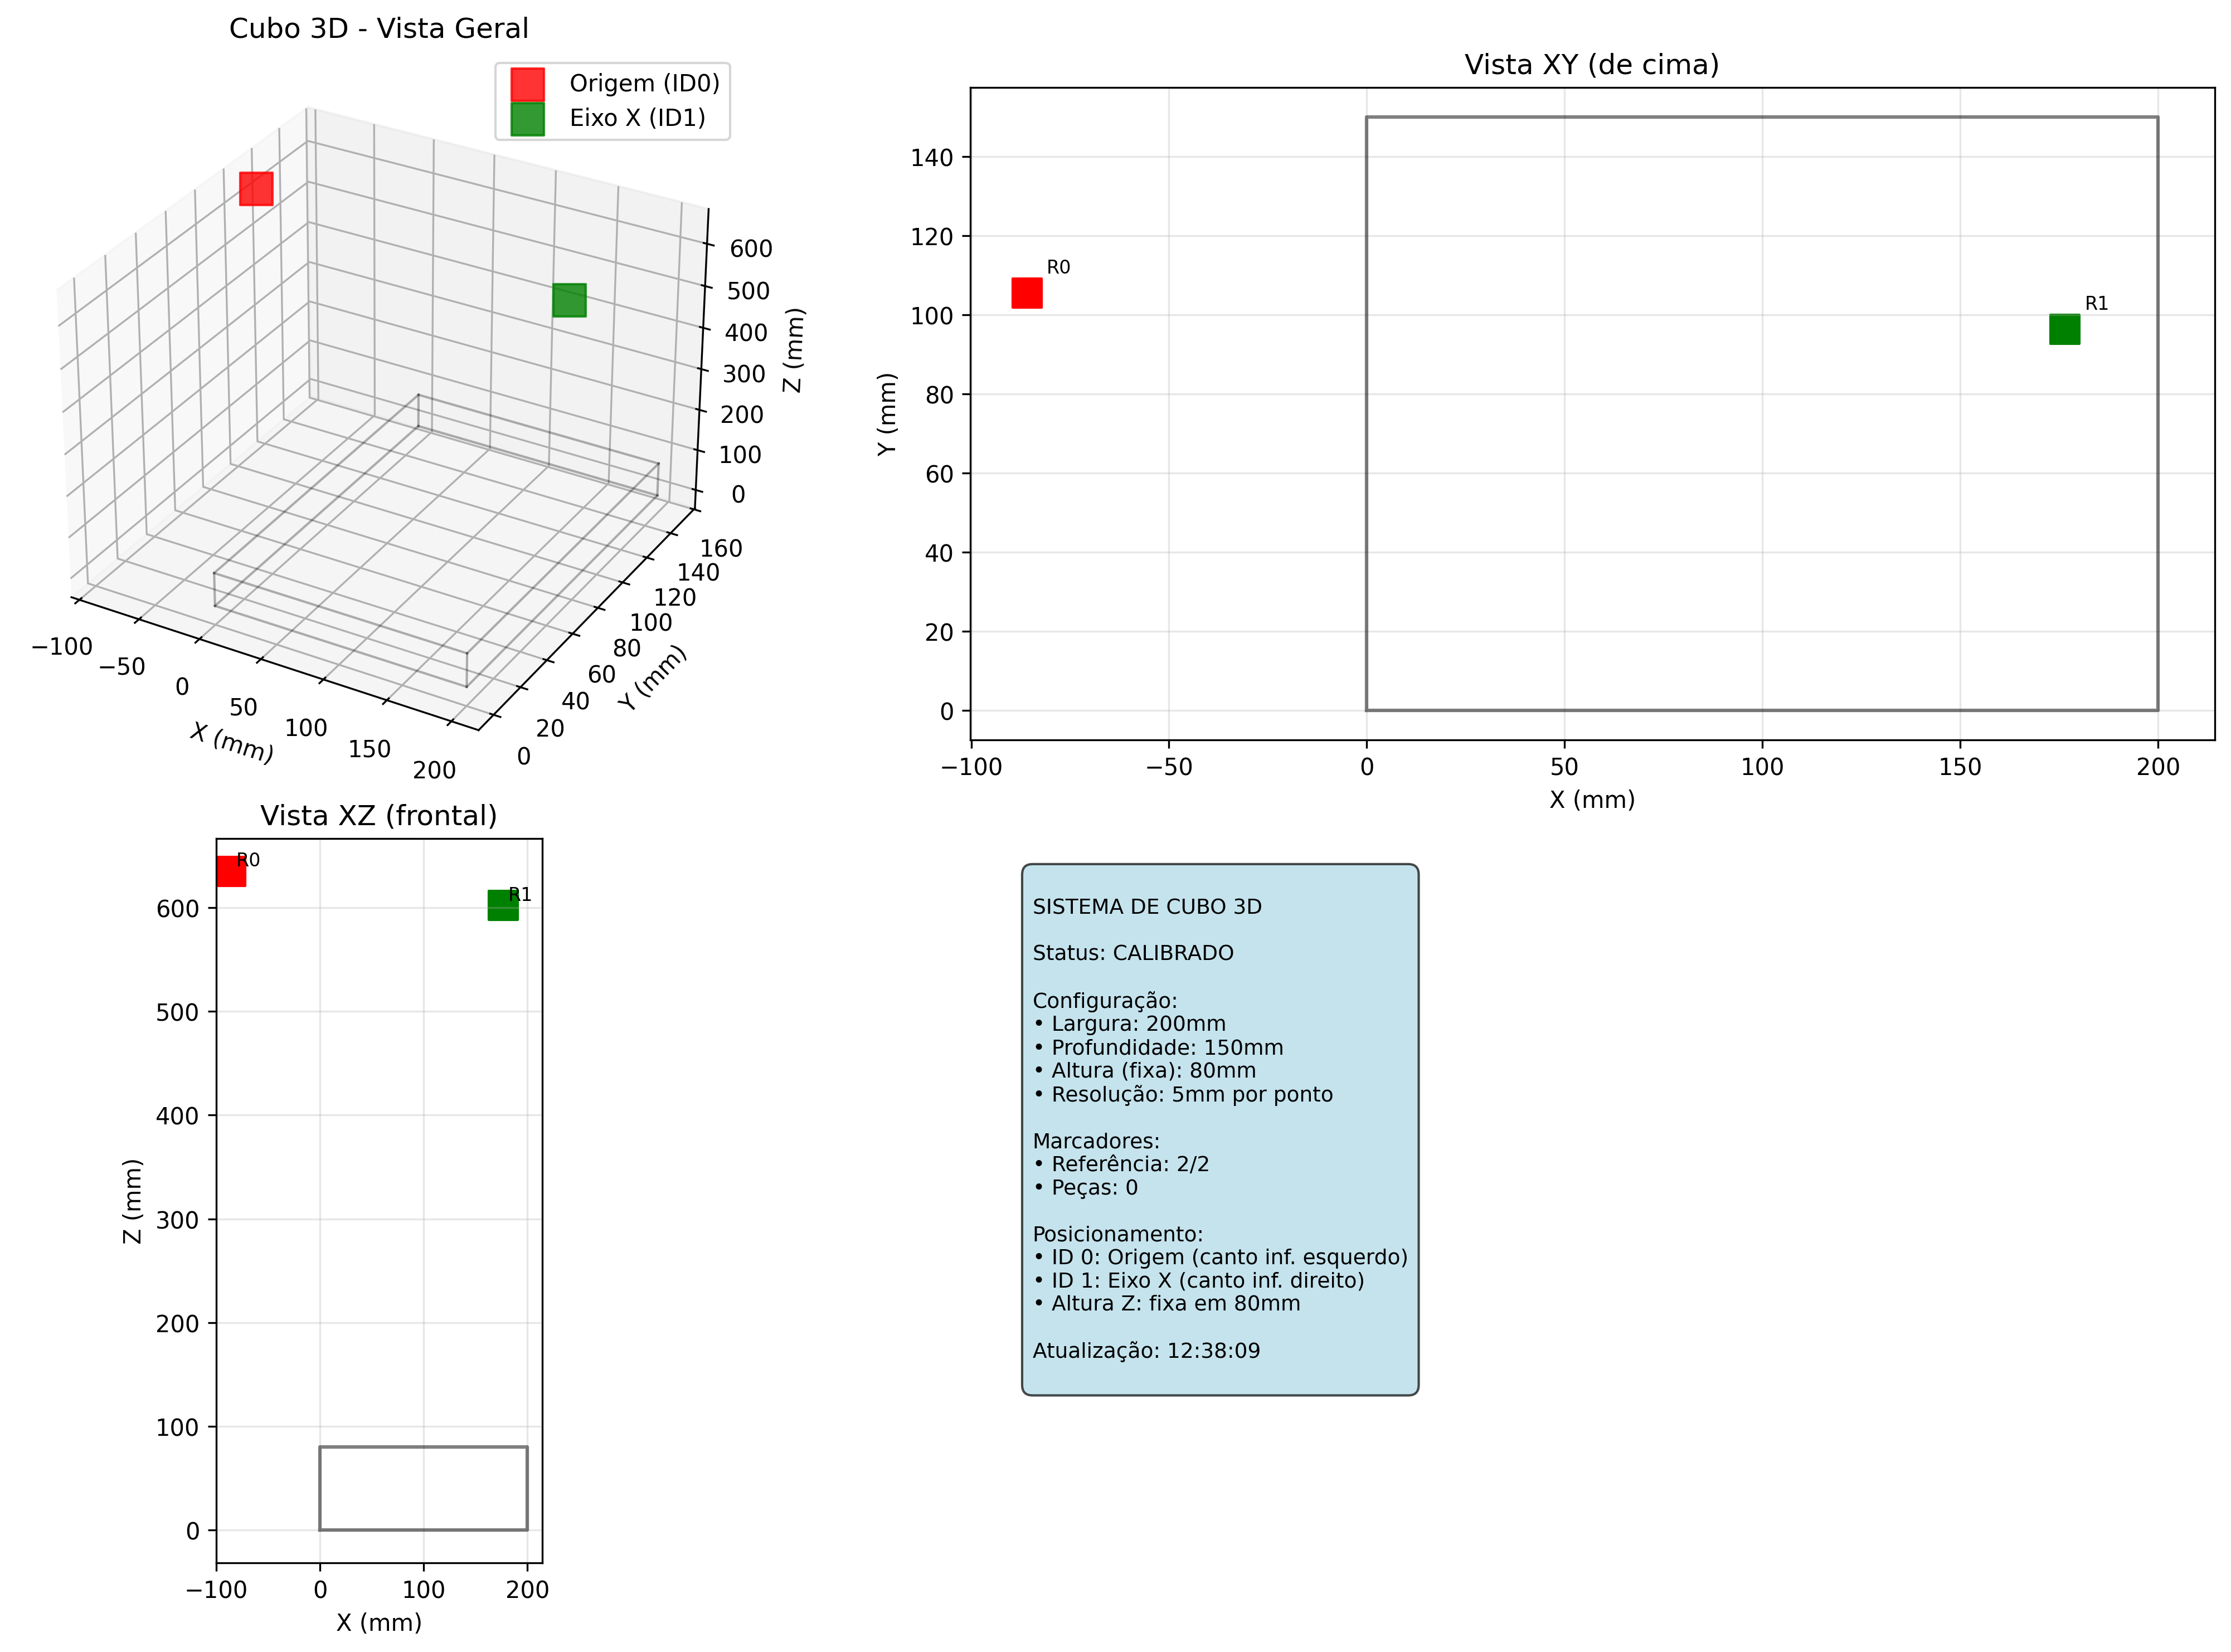 Cubo 3D - Vista Geral
Origem (ID0)
Eixo X (ID1)
600
500
400
300
200
100
0
Z (mm)
160
140
120
100
80
60
40
20
0
Y (mm)
−100
−50
0
50
100
150
200
X (mm)
Vista XY (de cima)
140
120
100
80
60
40
20
0
Y (mm)
R0
R1
−100
−50
0
50
100
150
200
X (mm)
Vista XZ (frontal)
R0
R1
600
500
400
300
200
100
0
Z (mm)
−100
0
100
200
X (mm)
SISTEMA DE CUBO 3D
Status: CALIBRADO
Configuração:
• Largura: 200mm
• Profundidade: 150mm
• Altura (fixa): 80mm
• Resolução: 5mm por ponto
Marcadores:
• Referência: 2/2
• Peças: 0
Posicionamento:
• ID 0: Origem (canto inf. esquerdo)
• ID 1: Eixo X (canto inf. direito)
• Altura Z: fixa em 80mm
Atualização: 12:38:09